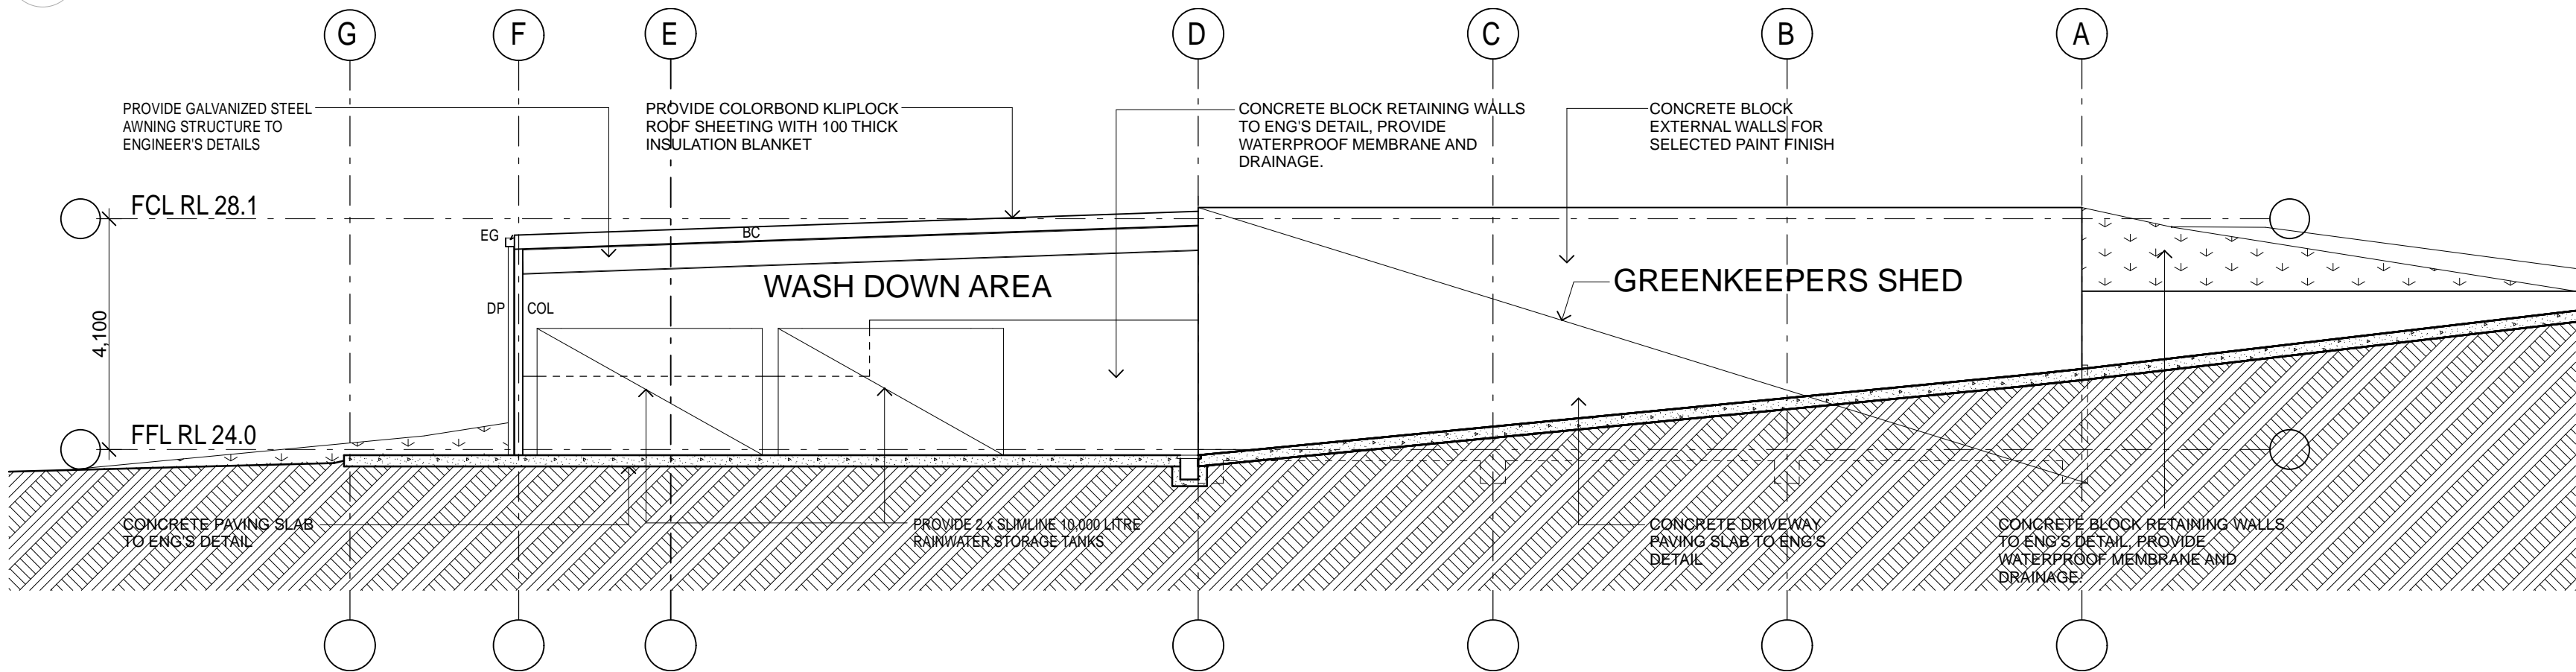 G
F
E
D
C
B
A
PROVIDE GALVANIZED STEEL
AWNING STRUCTURE TO
ENGINEER'S DETAILS
PROVIDE COLORBOND KLIPLOCK
ROOF SHEETING WITH 100 THICK
INSULATION BLANKET
CONCRETE BLOCK RETAINING WALLS
TO ENG'S DETAIL, PROVIDE
WATERPROOF MEMBRANE AND
DRAINAGE.
CONCRETE BLOCK
EXTERNAL WALLS FOR
SELECTED PAINT FINISH
FCL RL 28.1
EG
BC
WASH DOWN AREA
GREENKEEPERS SHED
DP
COL
4,100
FFL RL 24.0
CONCRETE PAVING SLAB
TO ENG'S DETAIL
PROVIDE 2 x SLIMLINE 10,000 LITRE
RAINWATER STORAGE TANKS
CONCRETE DRIVEWAY
PAVING SLAB TO ENG'S
DETAIL
CONCRETE BLOCK RETAINING WALLS
TO ENG'S DETAIL, PROVIDE
WATERPROOF MEMBRANE AND
DRAINAGE.